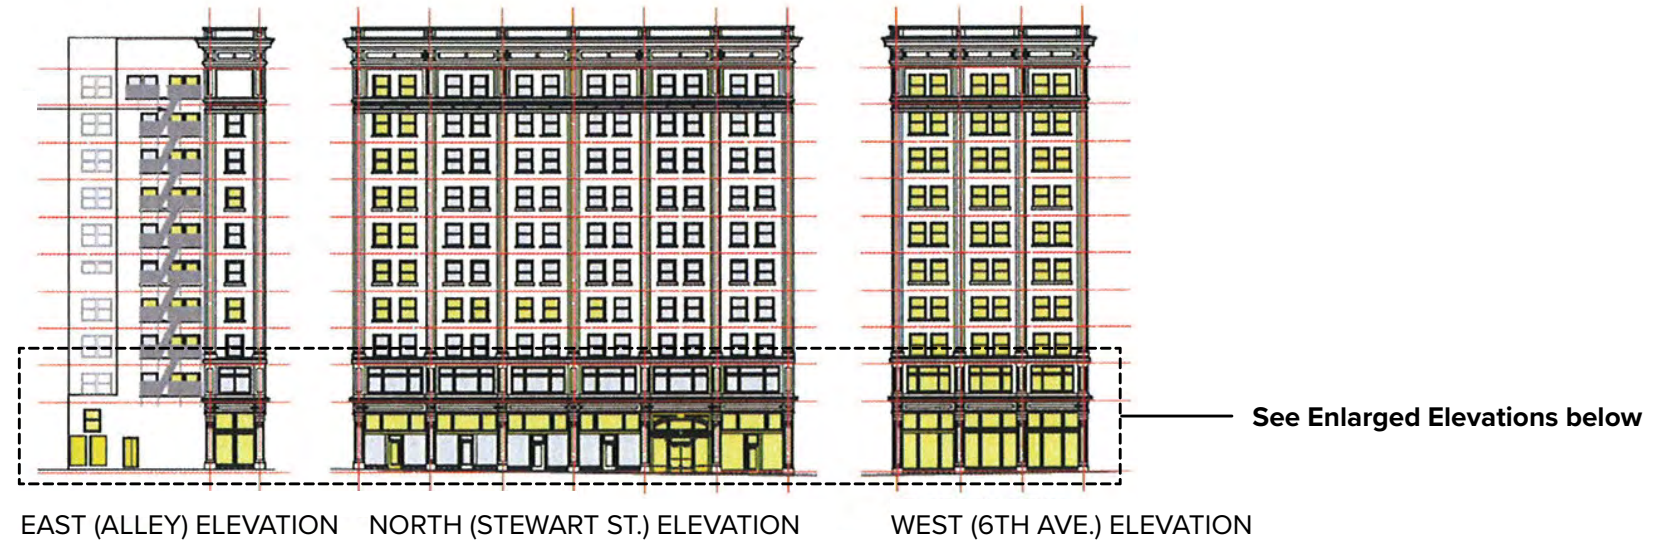 See Enlarged Elevations below
EAST (ALLEY) ELEVATION
NORTH (STEWART ST.) ELEVATION
WEST (6TH AVE.) ELEVATION